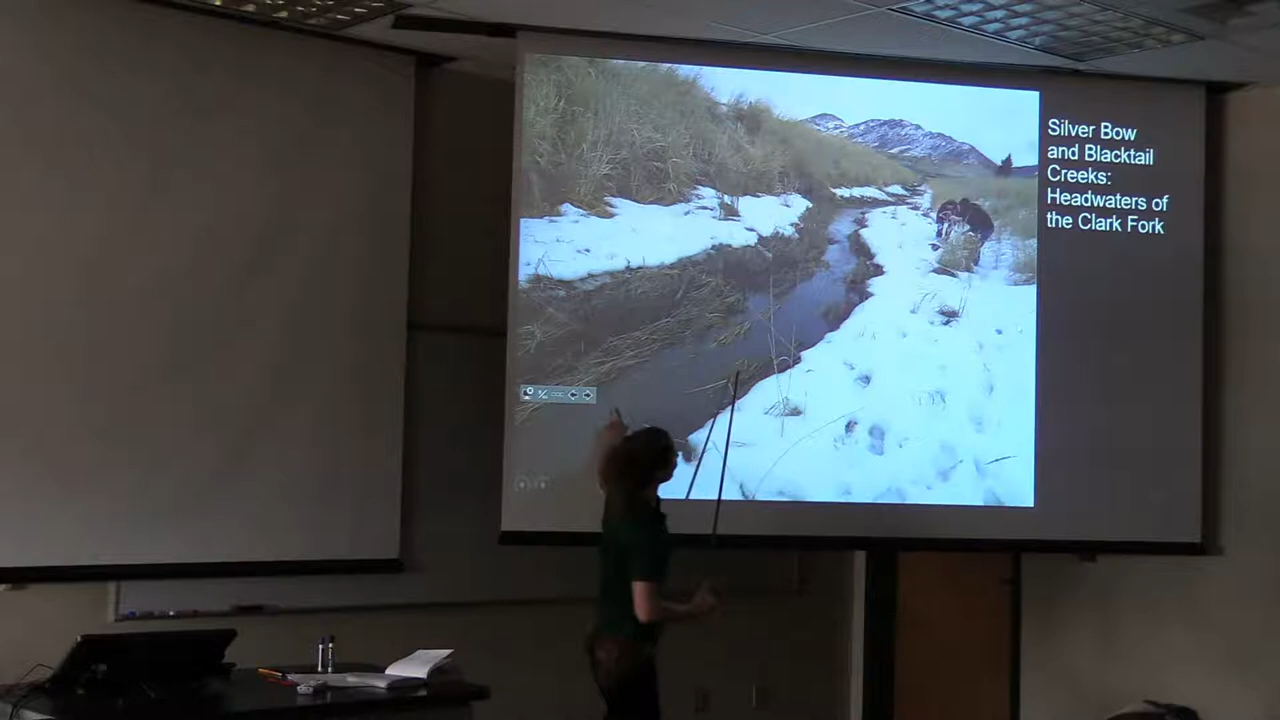 Silver Bow
and Blacktail
Creeks:
Headwaters of
the Clark Fork